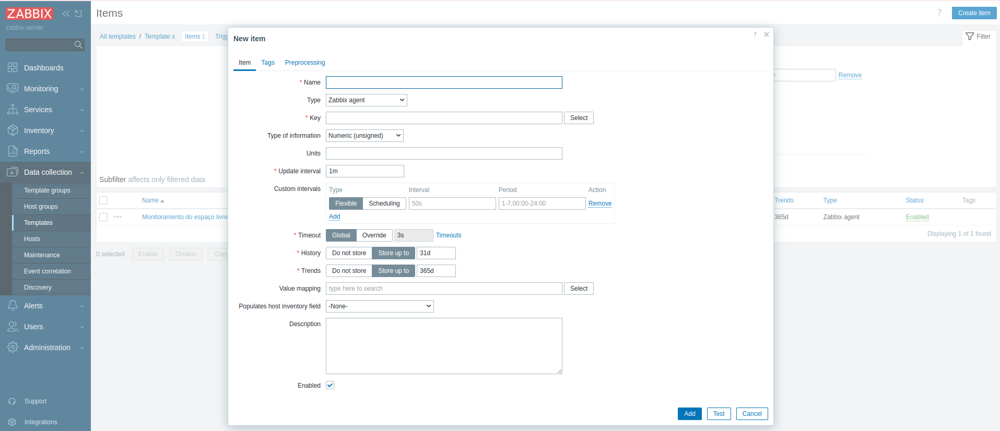 ZABBIX
zabbix-server
Dashboards
Monitoring
Services
Inventory
Reports
Data collection
Template groups
Host groups
Templates
Hosts
Maintenance
Event correlation
Discovery
Alerts
Users
Administration
Support
Integrations
Items
? Create item
All templates / Template x Items 1
Filter
Remove
Subfilter affects only filtered data
Name
Trends Type Status Tags
Monitoramento do espaço livre
365d Zabbix agent Enabled
Displaying 1 of 1 found
0 selected Enable Disable
New item
?
Item Tags Preprocessing
* Name
Type Zabbix agent
* Key Select
Type of information Numeric (unsigned)
Units
* Update interval 1m
Custom intervals Type Interval Period Action
Flexible Scheduling 50s 1-7,00:00-24:00 Remove
Add
* Timeout Global Override 3s Timeouts
* History Do not store Store up to 31d
* Trends Do not store Store up to 365d
Value mapping type here to search Select
Populates host inventory field -None-
Description
Enabled
Add Test Cancel